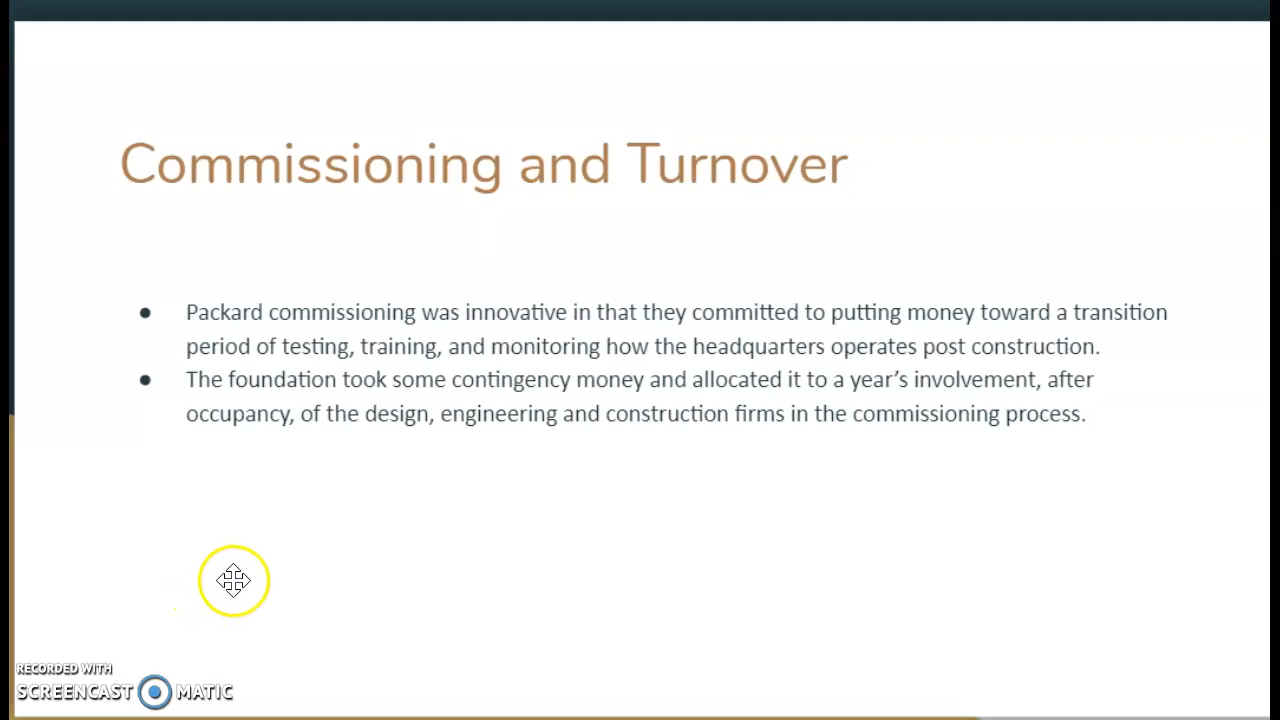 Commissioning and Turnover
● Packard commissioning was innovative in that they committed to putting money toward a transition
period of testing, training, and monitoring how the headquarters operates post construction.
● The foundation took some contingency money and allocated it to a year’s involvement, after
occupancy, of the design, engineering and construction firms in the commissioning process.
RECORDED WITH
SCREENCAST MATIC